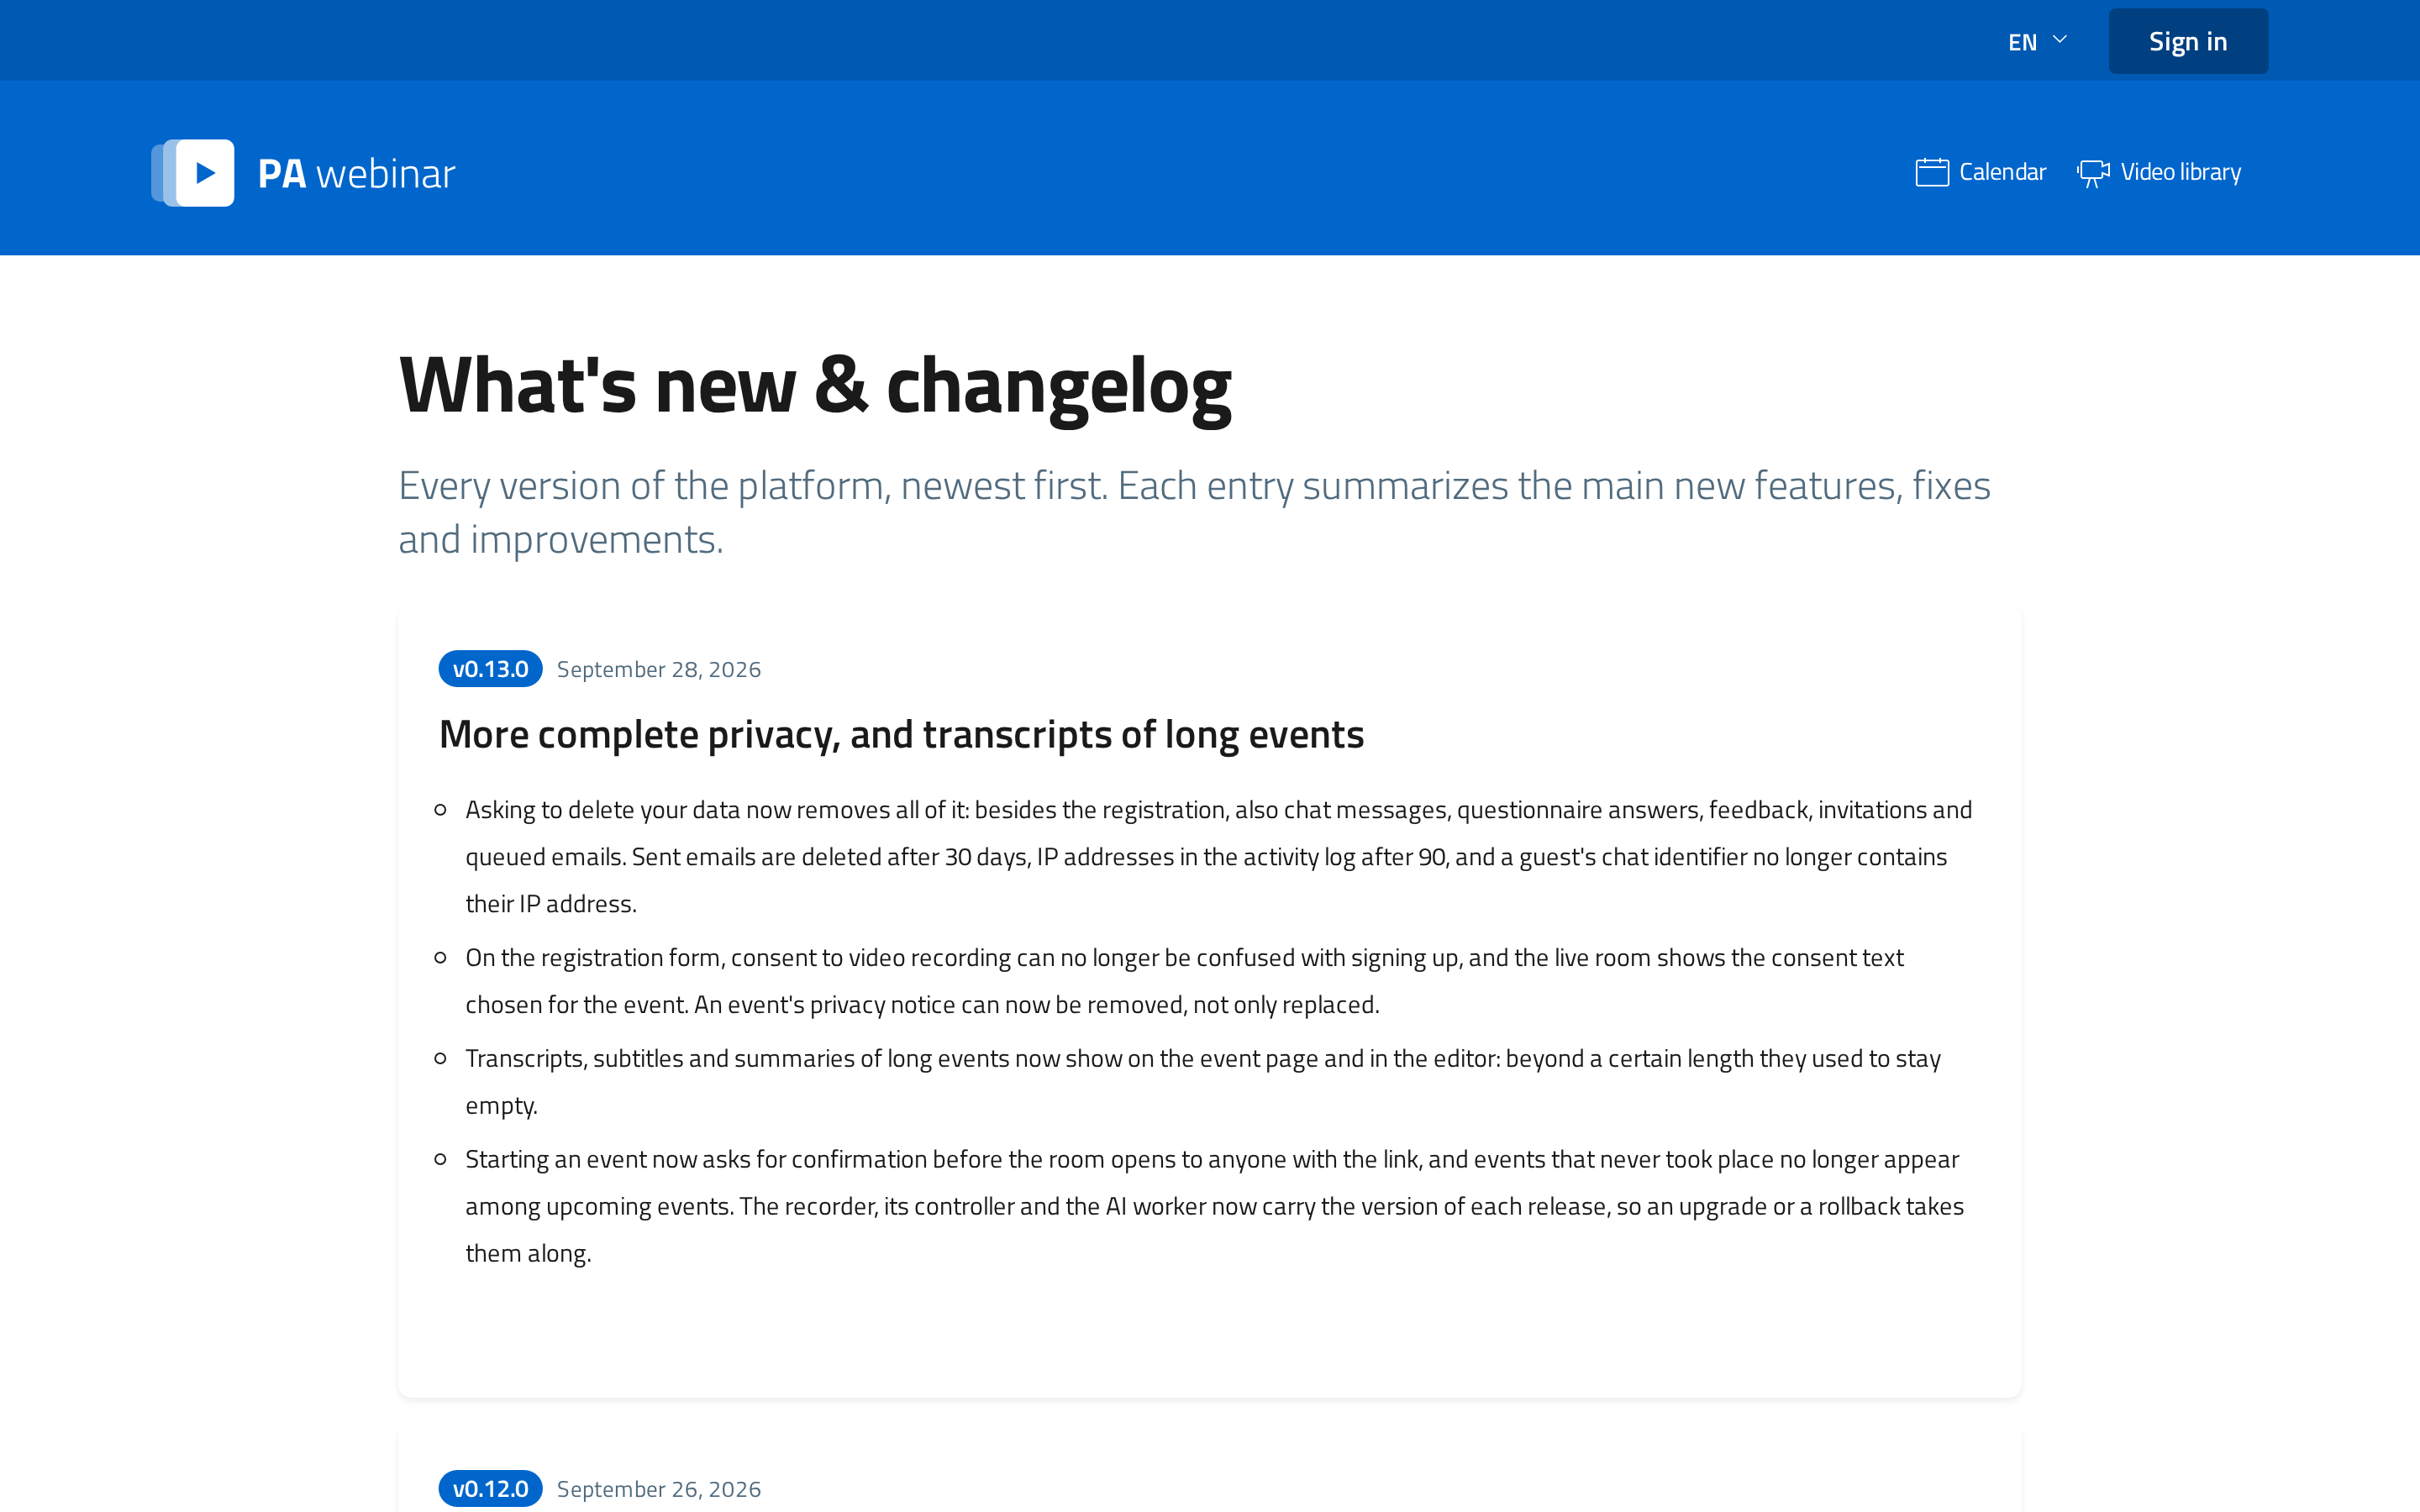 EN
Sign in
PA webinar
Calendar
Video library
What's new & changelog
Every version of the platform, newest first. Each entry summarizes the main new features, fixes
and improvements.
v0.13.0
September 28, 2026
More complete privacy, and transcripts of long events
Asking to delete your data now removes all of it: besides the registration, also chat messages, questionnaire answers, feedback, invitations and
queued emails. Sent emails are deleted after 30 days, IP addresses in the activity log after 90, and a guest's chat identifier no longer contains
their IP address.
On the registration form, consent to video recording can no longer be confused with signing up, and the live room shows the consent text
chosen for the event. An event's privacy notice can now be removed, not only replaced.
Transcripts, subtitles and summaries of long events now show on the event page and in the editor: beyond a certain length they used to stay
empty.
Starting an event now asks for confirmation before the room opens to anyone with the link, and events that never took place no longer appear
among upcoming events. The recorder, its controller and the AI worker now carry the version of each release, so an upgrade or a rollback takes
them along.
v0.12.0
September 26, 2026